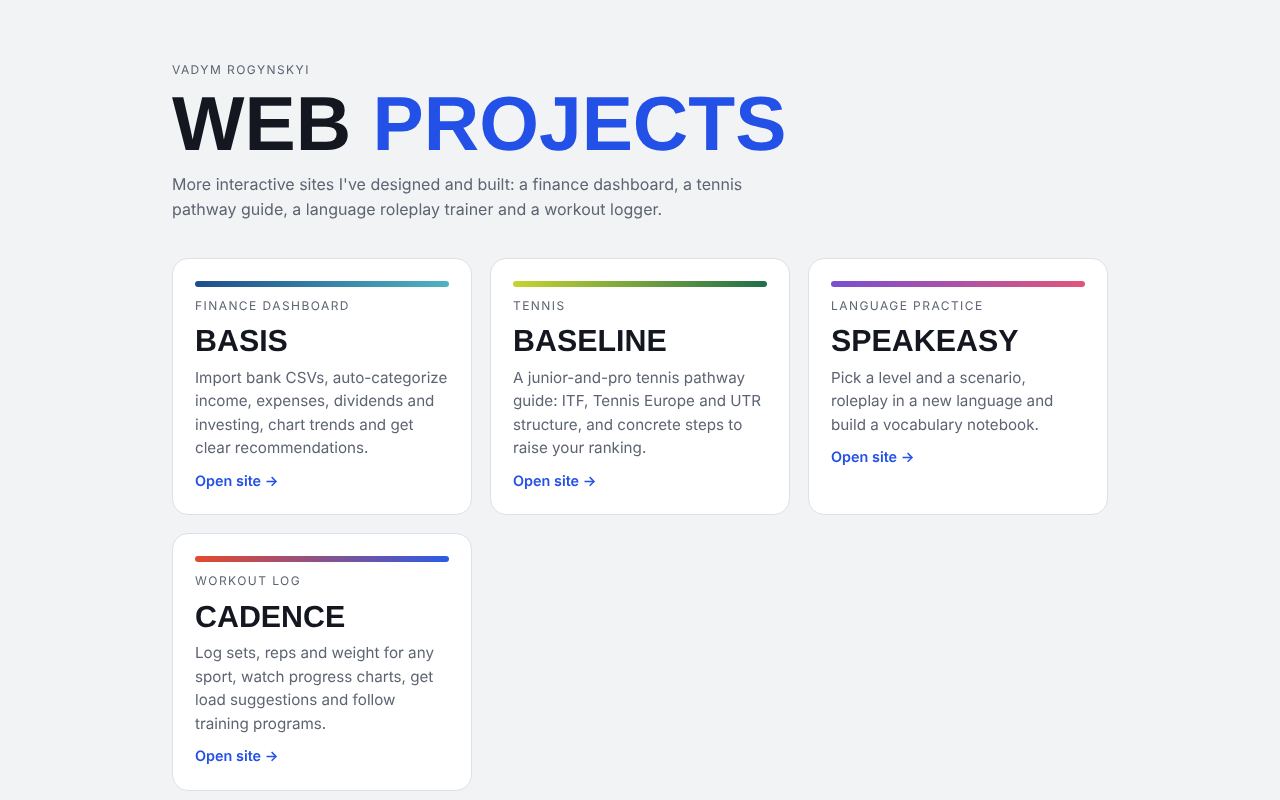 VADYM ROGYNSKYI
WEB PROJECTS
More interactive sites I've designed and built: a finance dashboard, a tennis
pathway guide, a language roleplay trainer and a workout logger.
FINANCE DASHBOARD
BASIS
Import bank CSVs, auto-categorize
income, expenses, dividends and
investing, chart trends and get
clear recommendations.
Open site →
TENNIS
BASELINE
A junior-and-pro tennis pathway
guide: ITF, Tennis Europe and UTR
structure, and concrete steps to
raise your ranking.
Open site →
LANGUAGE PRACTICE
SPEAKEASY
Pick a level and a scenario,
roleplay in a new language and
build a vocabulary notebook.
Open site →
WORKOUT LOG
CADENCE
Log sets, reps and weight for any
sport, watch progress charts, get
load suggestions and follow
training programs.
Open site →